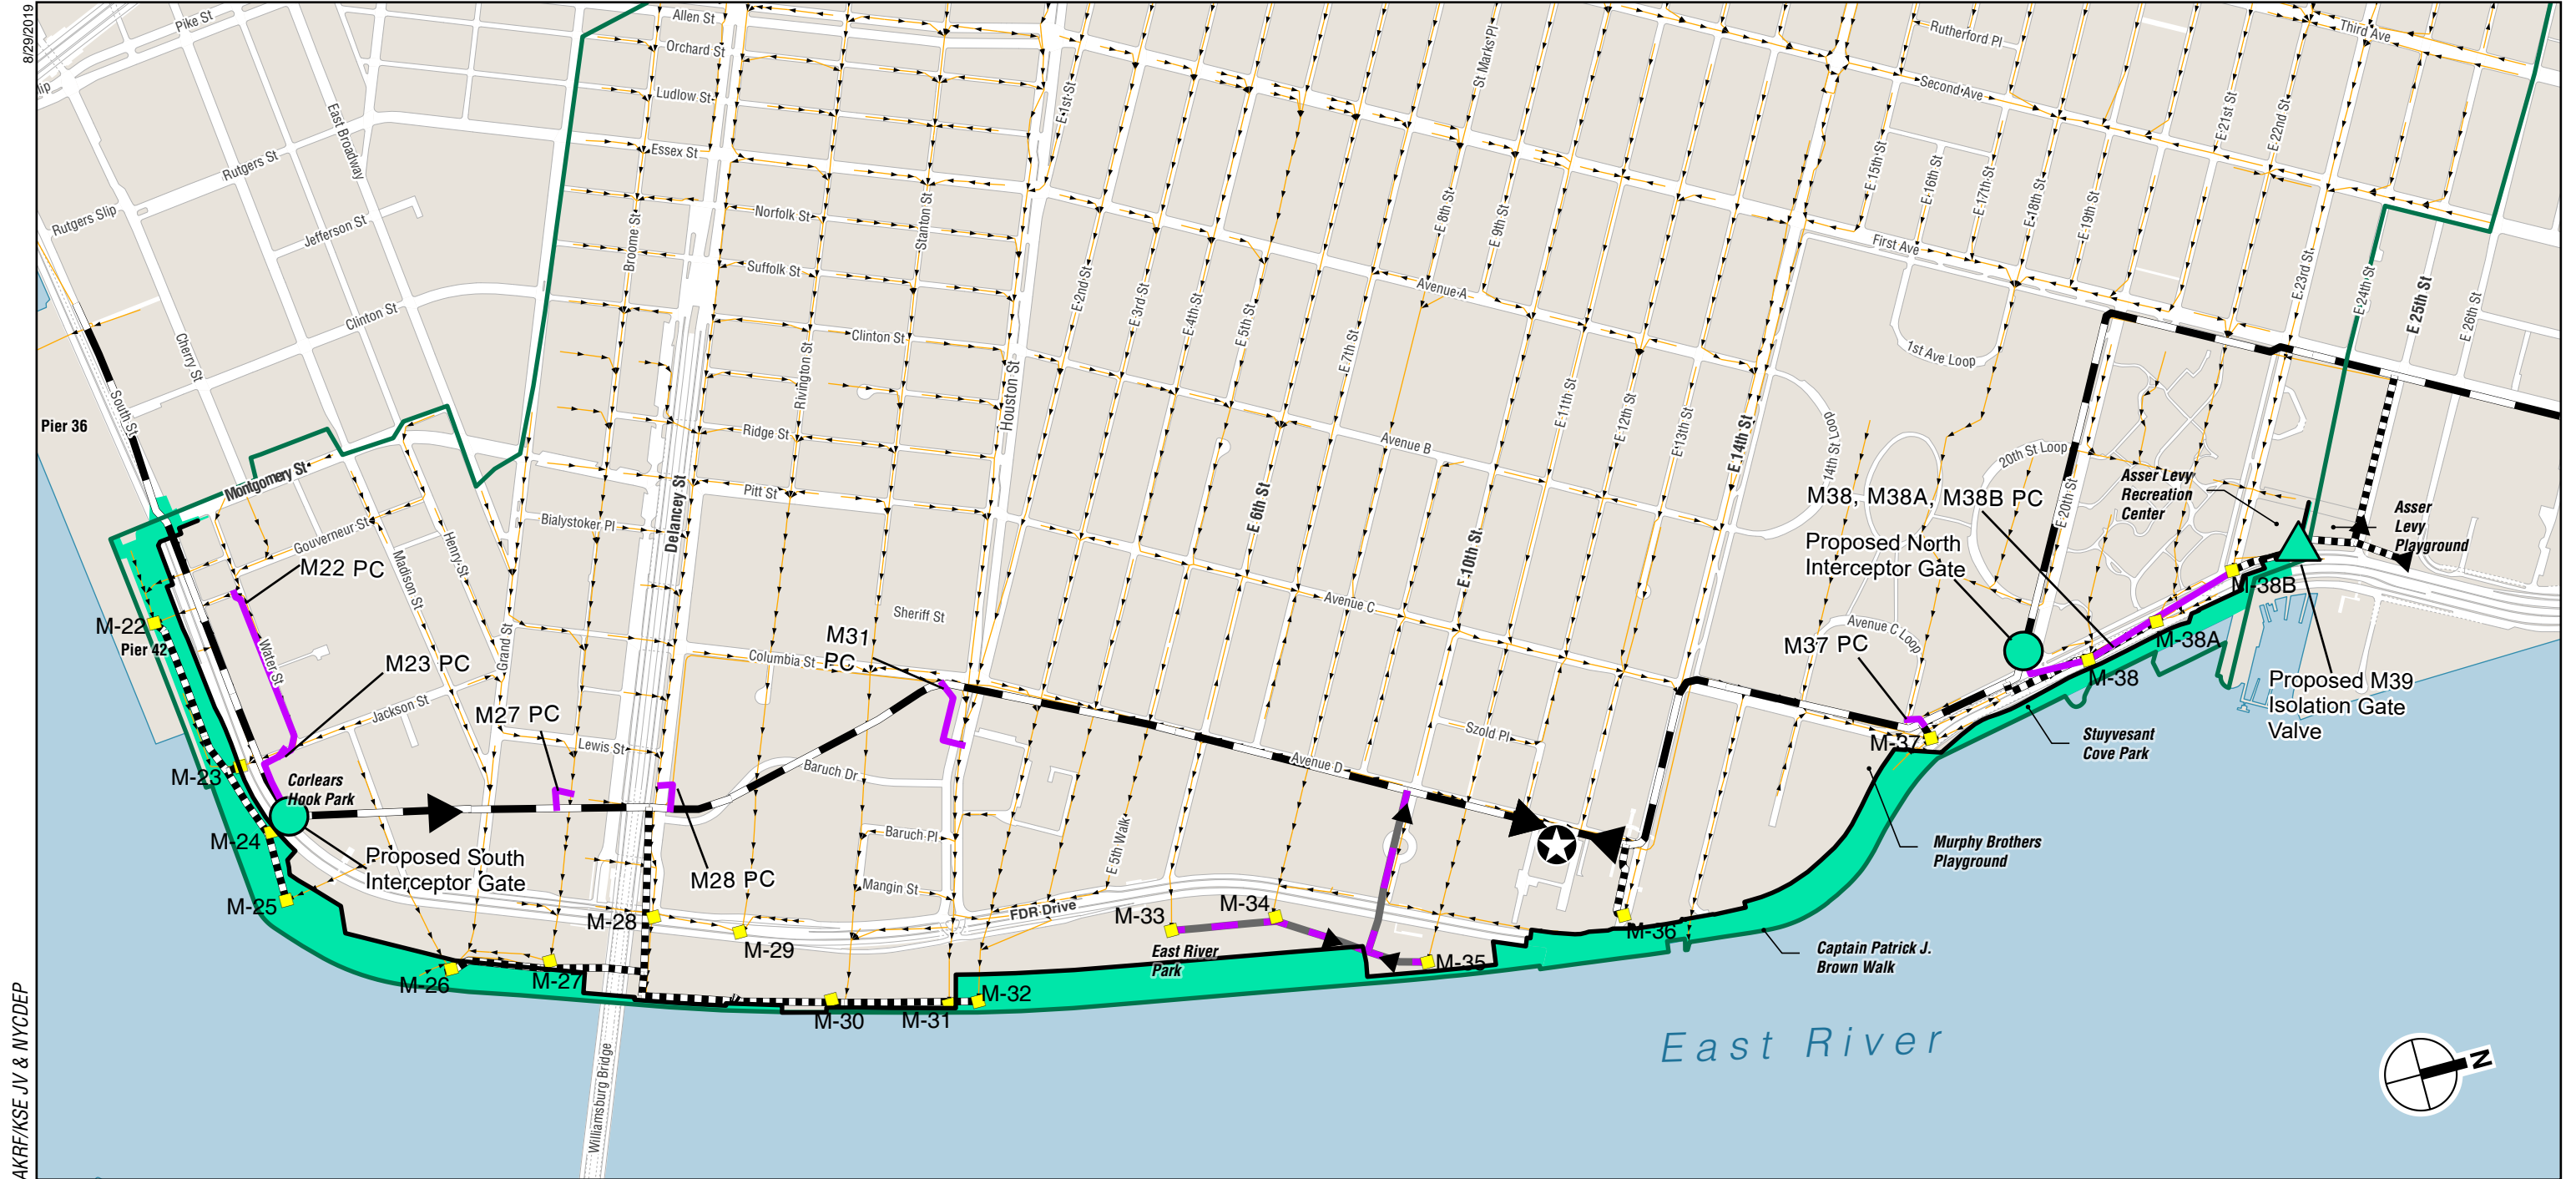 8/29/2019
Pike St
lip
Allen St
Orchard St
Ludlow St
Essex St
Norfolk St
Suffolk St
Clinton St
Ridge St
Pitt St
Bialystoker Pl
Sheriff St
Columbia St
Lewis St
Baruch Dr
Baruch Pl
Mangin St
FDR Drive
East Broadway
Rutgers St
Rutgers Slip
Jefferson St
Clinton St
Cherry St
South St
Pier 36
Montgomery St
Gouverneur St
Madison St
Henry St
Water St
Jackson St
Grand St
Broome St
Delancey St
Rivington St
Stanton St
Houston St
E 1st St
E 2nd St
E 3rd St
E 4th St
E 5th St
E 6th St
E 7th St
St Marks Pl
E 8th St
E 9th St
E 10th St
E 11th St
E 12th St
E 13th St
E 14th St
E 15th St
E 16th St
E 17th St
E 18th St
E 19th St
E 20th St
E 21st St
E 22nd St
E 23rd St
E 24th St
E 25th St
E 26th St
Rutherford Pl
Third Ave
Second Ave
First Ave
Avenue A
Avenue B
Avenue C
Avenue D
Szold Pl
E 5th Walk
14th St Loop
1st Ave Loop
20th St Loop
Avenue C Loop
Williamsburg Bridge
M22 PC
M23 PC
M27 PC
M28 PC
M31
PC
M37 PC
M38, M38A, M38B PC
Proposed North
Interceptor Gate
Proposed South
Interceptor Gate
Proposed M39
Isolation Gate
Valve
Asser Levy
Recreation
Center
Asser
Levy
Playground
Stuyvesant
Cove Park
Murphy Brothers
Playground
Captain Patrick J.
Brown Walk
East River
Park
Corlears
Hook Park
Pier 42
M-22
M-23
M-24
M-25
M-26
M-27
M-28
M-29
M-30
M-31
M-32
M-33
M-34
M-35
M-36
M-37
M-38
M-38A
M-38B
East River
N
AKRF/KSE JV & NYCDEP